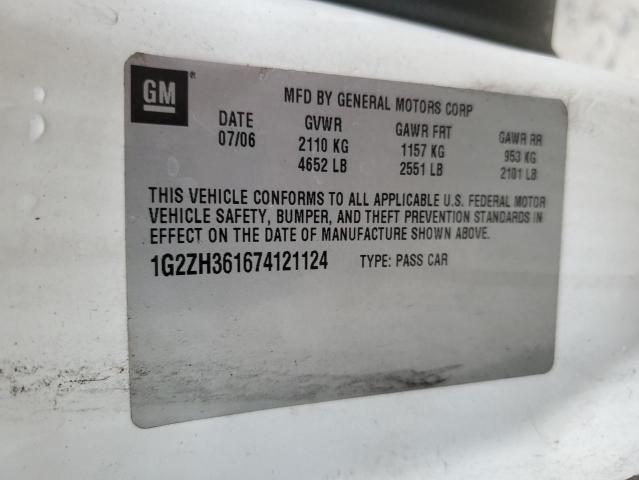 GM®
MFD BY GENERAL MOTORS CORP
DATE GVWR GAWR FRT GAWR RR
07/06 2110 KG 1157 KG 953 KG
4652 LB 2551 LB 2101 LB
THIS VEHICLE CONFORMS TO ALL APPLICABLE U.S. FEDERAL MOTOR
VEHICLE SAFETY, BUMPER, AND THEFT PREVENTION STANDARDS IN
EFFECT ON THE DATE OF MANUFACTURE SHOWN ABOVE.
1G2ZH361674121124 TYPE: PASS CAR